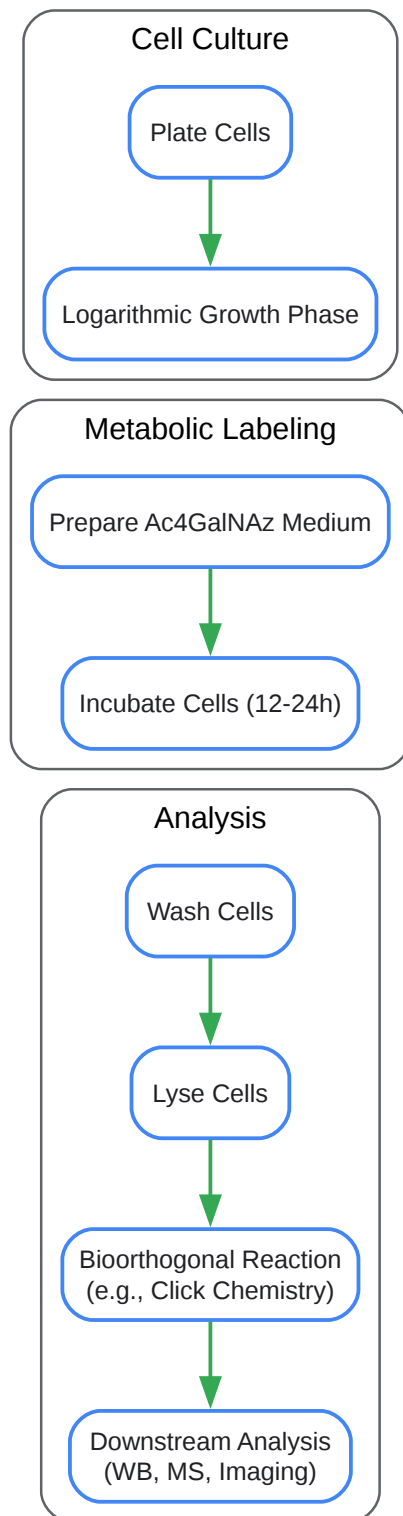 Cell Culture
Plate Cells
Logarithmic Growth Phase
Metabolic Labeling
Prepare Ac4GalNAz Medium
Incubate Cells (12-24h)
Analysis
Wash Cells
Lyse Cells
Bioorthogonal Reaction
(e.g., Click Chemistry)
Downstream Analysis
(WB, MS, Imaging)